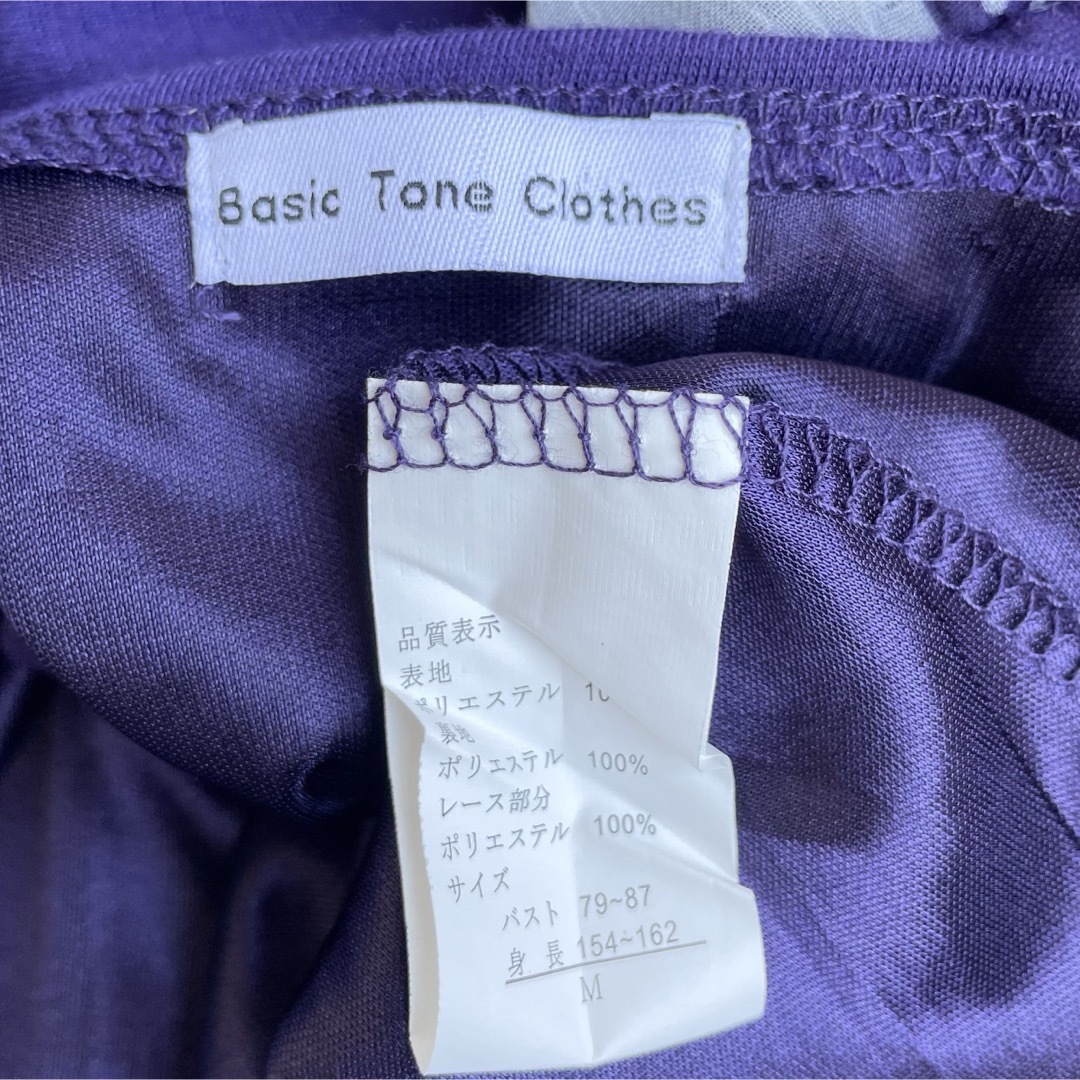 Basic Tone Clothes
品質表示
表地
ポリエステル
裏地
ポリエステル 100%
レース部分
ポリエステル 100%
サイズ
バスト 79~87
身長 154~162
M